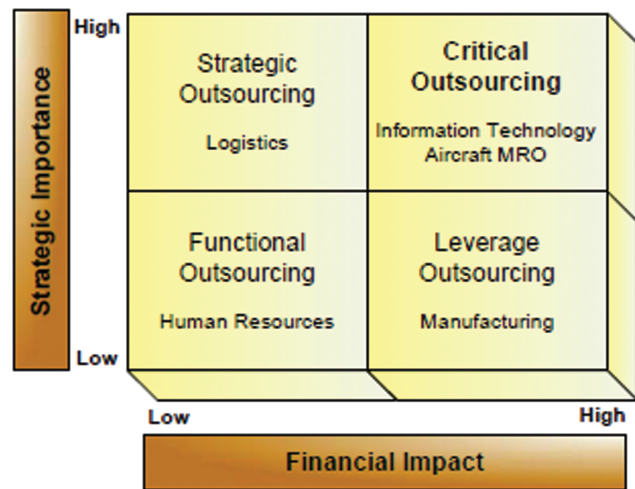 High
Strategic
Outsourcing
Logistics
Critical
Outsourcing
Information Technology
Aircraft MRO
Strategic Importance
Functional
Outsourcing
Human Resources
Leverage
Outsourcing
Manufacturing
Low
Low
High
Financial Impact